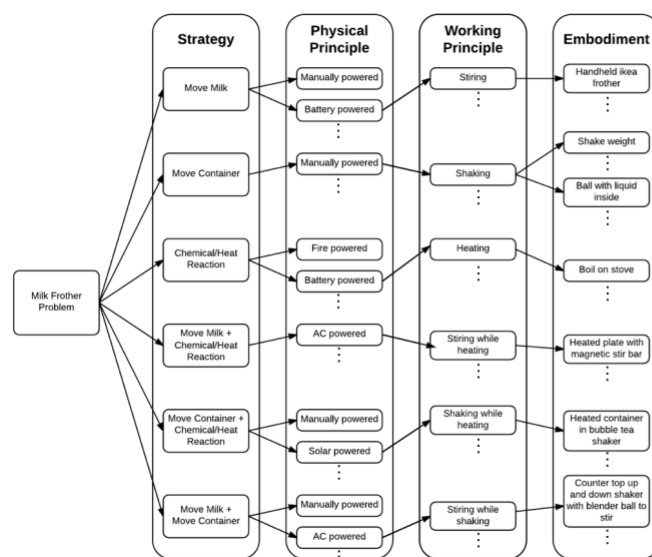 Strategy
Physical
Principle
Working
Principle
Embodiment
Milk Frother
Problem
Move Milk
Manually powered
Battery powered
Stiring
Handheld ikea
frother
Move Container
Manually powered
Shaking
Shake weight
Ball with liquid
inside
Chemical/Heat
Reaction
Fire powered
Battery powered
Heating
Boil on stove
Move Milk +
Chemical/Heat
Reaction
AC powered
Stiring while
heating
Heated plate with
magnetic stir bar
Move Container +
Chemical/Heat
Reaction
Manually powered
Solar powered
Shaking while
heating
Heated container
in bubble tea
shaker
Move Milk +
Move Container
Manually powered
AC powered
Stiring while
shaking
Counter top up
and down shaker
with blender ball to
stir